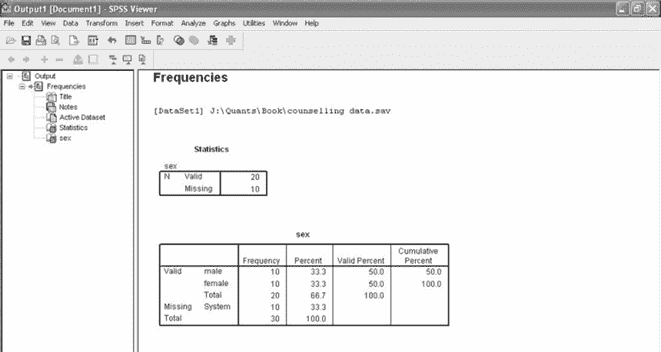 Output1 [Document1] - SPSS Viewer
File Edit View Data Transform Insert Format Analyze Graphs Utilities Window Help
Output
Frequencies
Title
Notes
Active Dataset
Statistics
sex
Frequencies
[DataSet1] J:\Quants\Book\counselling data.sav
Statistics
sex
N Valid 20
Missing 10
sex
Frequency Percent Valid Percent Cumulative Percent
Valid male 10 33.3 50.0 50.0
female 10 33.3 50.0 100.0
Total 20 66.7 100.0
Missing System 10 33.3
Total 30 100.0